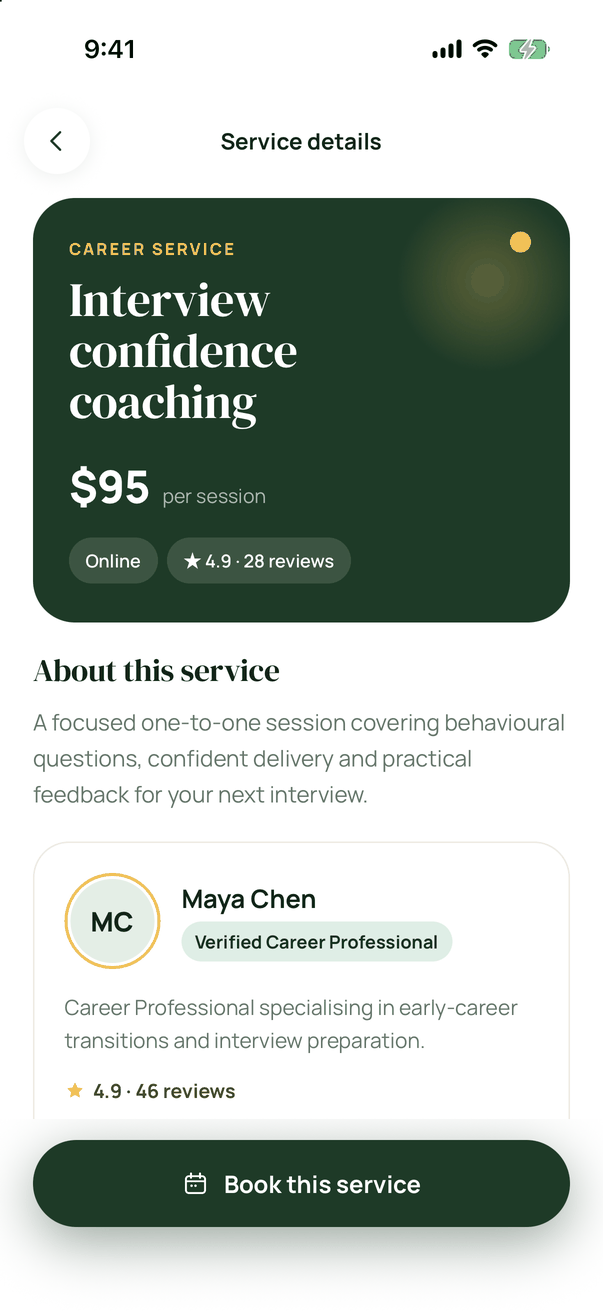 9:41
Service details
CAREER SERVICE
Interview
confidence
coaching
$95 per session
Online
★ 4.9 · 28 reviews
About this service
A focused one-to-one session covering behavioural
questions, confident delivery and practical
feedback for your next interview.
MC
Maya Chen
Verified Career Professional
Career Professional specialising in early-career
transitions and interview preparation.
★ 4.9 · 46 reviews
Book this service